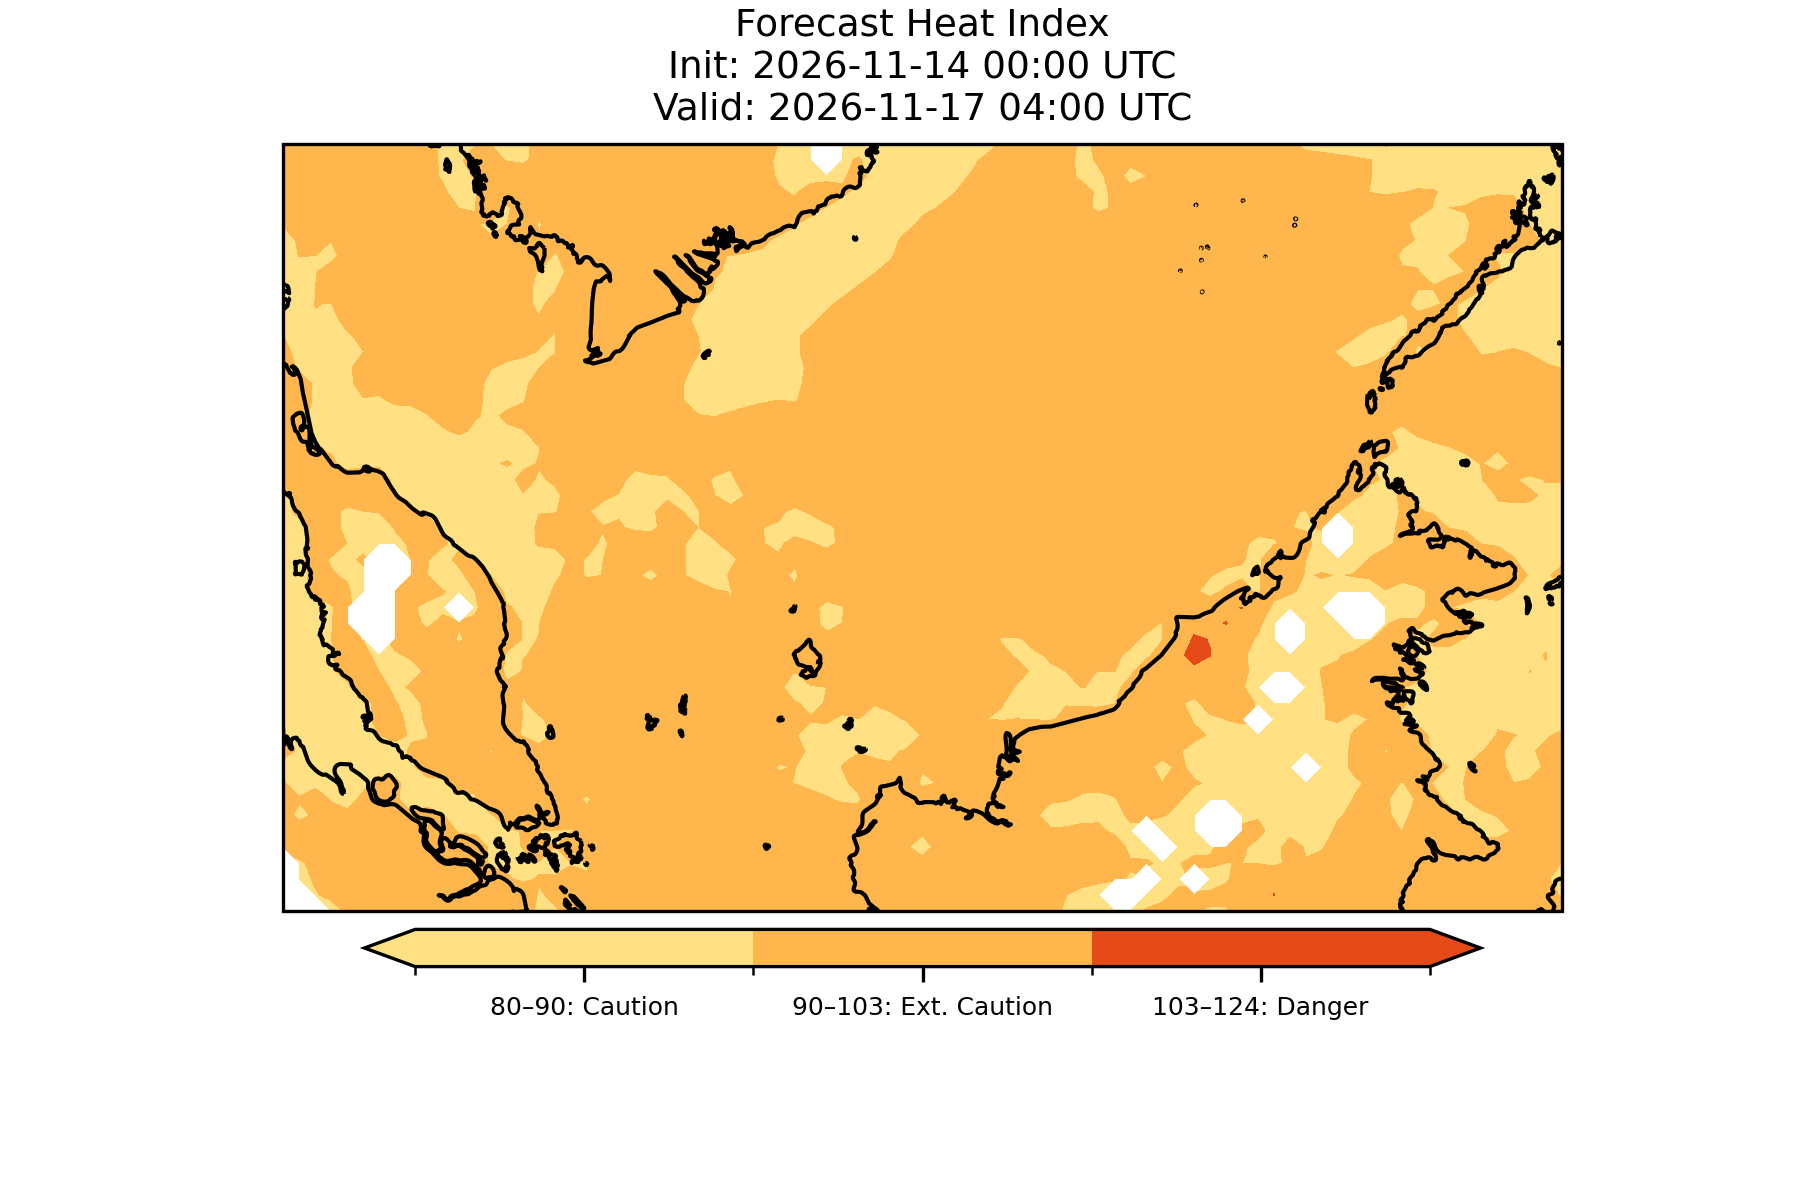 Forecast Heat Index
Init: 2026-11-14 00:00 UTC
Valid: 2026-11-17 04:00 UTC
80–90: Caution
90–103: Ext. Caution
103–124: Danger